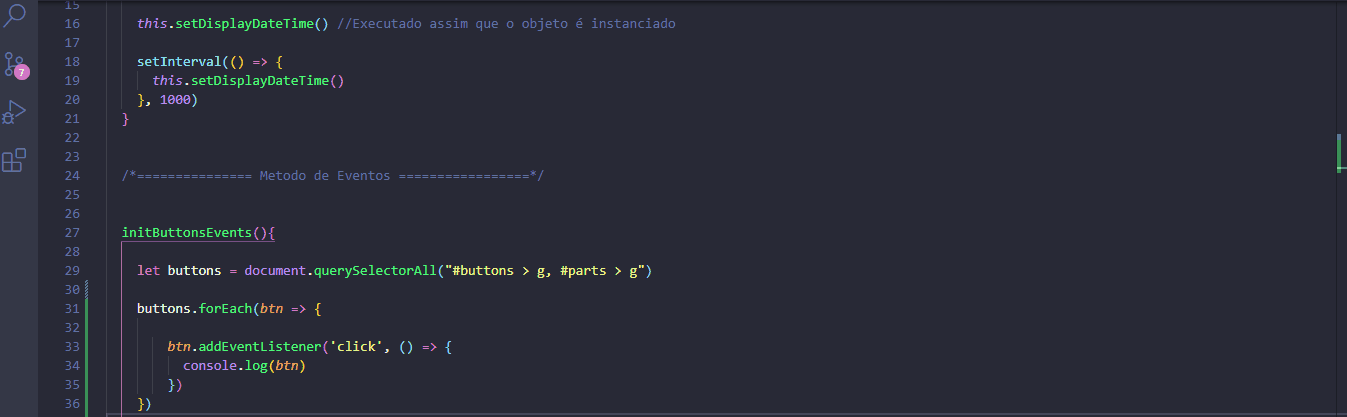 15
16 this.setDisplayDateTime() //Executado assim que o objeto é instanciado
17
18 setInterval(() => {
7
19 this.setDisplayDateTime()
20 }, 1000)
21 }
22
23
24 /*=============== Metodo de Eventos =================*/
25
26
27 initButtonsEvents(){
28
29 let buttons = document.querySelectorAll("#buttons > g, #parts > g")
30
31 buttons.forEach(btn => {
32
33 btn.addEventListener('click', () => {
34 console.log(btn)
35 })
36 })